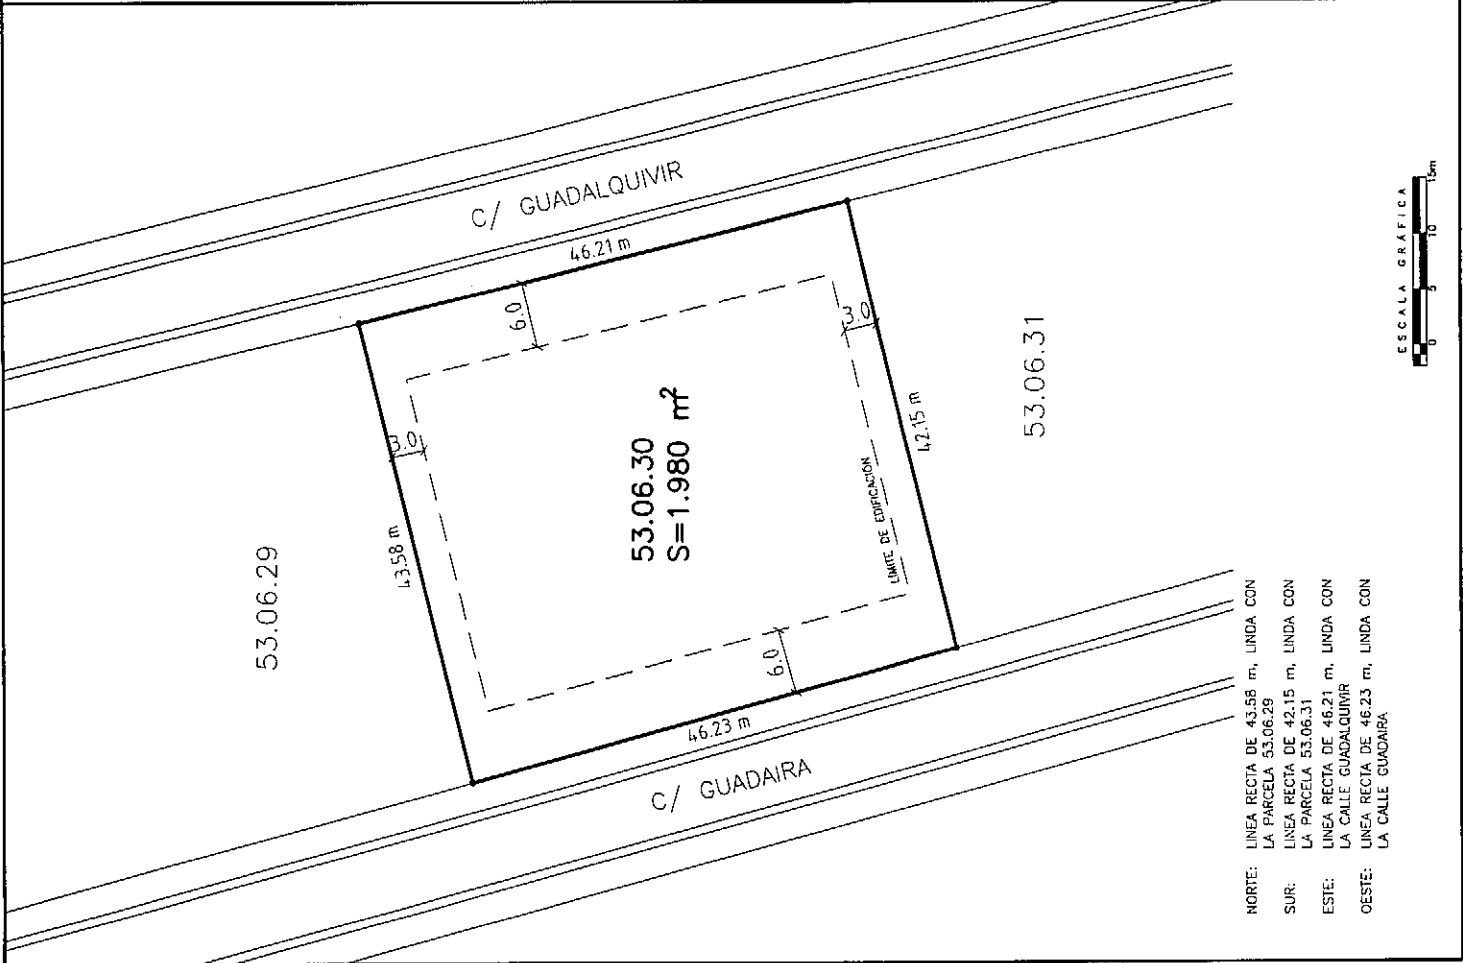 C/ GUADALQUIVIR
46.21 m
6.0
3.0
3.0
43.58 m
53.06.29
53.06.30
S=1.980 m²
53.06.31
42.15 m
LIMITE DE EDIFICACIÓN
6.0
46.23 m
C/ GUADAIRA
NORTE: LINEA RECTA DE 43.58 m, LINDA CON
LA PARCELA 53.06.29
SUR: LINEA RECTA DE 42.15 m, LINDA CON
LA PARCELA 53.06.31
ESTE: LINEA RECTA DE 46.21 m, LINDA CON
LA CALLE GUADALQUIVIR
OESTE: LINEA RECTA DE 46.23 m, LINDA CON
LA CALLE GUADAIRA
ESCALA GRÁFICA
0 5 10 15m